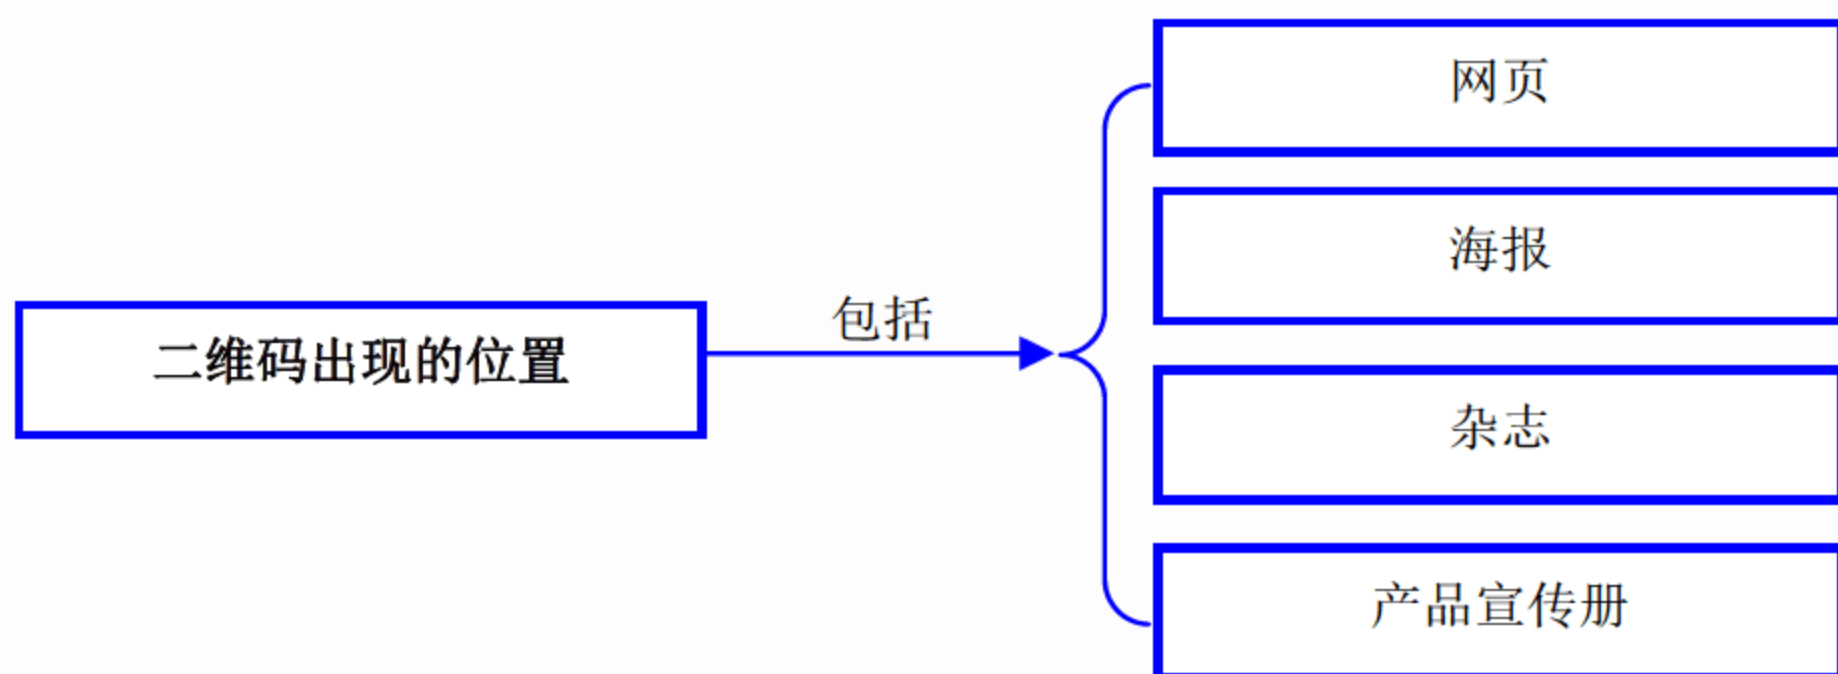 二维码出现的位置
包括
网页
海报
杂志
产品宣传册